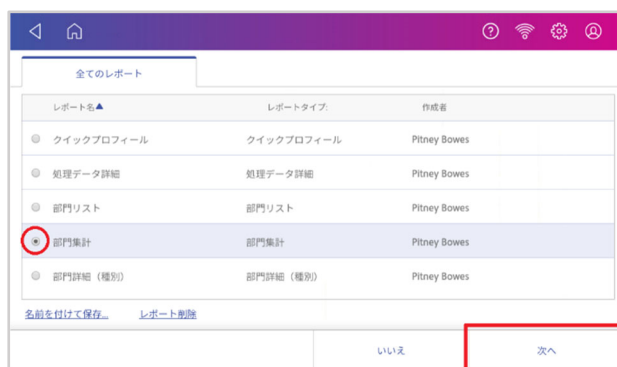 全てのレポート
レポート名▲ レポートタイプ: 作成者
クイックプロフィール クイックプロフィール Pitney Bowes
処理データ詳細 処理データ詳細 Pitney Bowes
部門リスト 部門リスト Pitney Bowes
部門集計 部門集計 Pitney Bowes
部門詳細（種別） 部門詳細（種別） Pitney Bowes
名前を付けて保存... レポート削除
いいえ 次へ